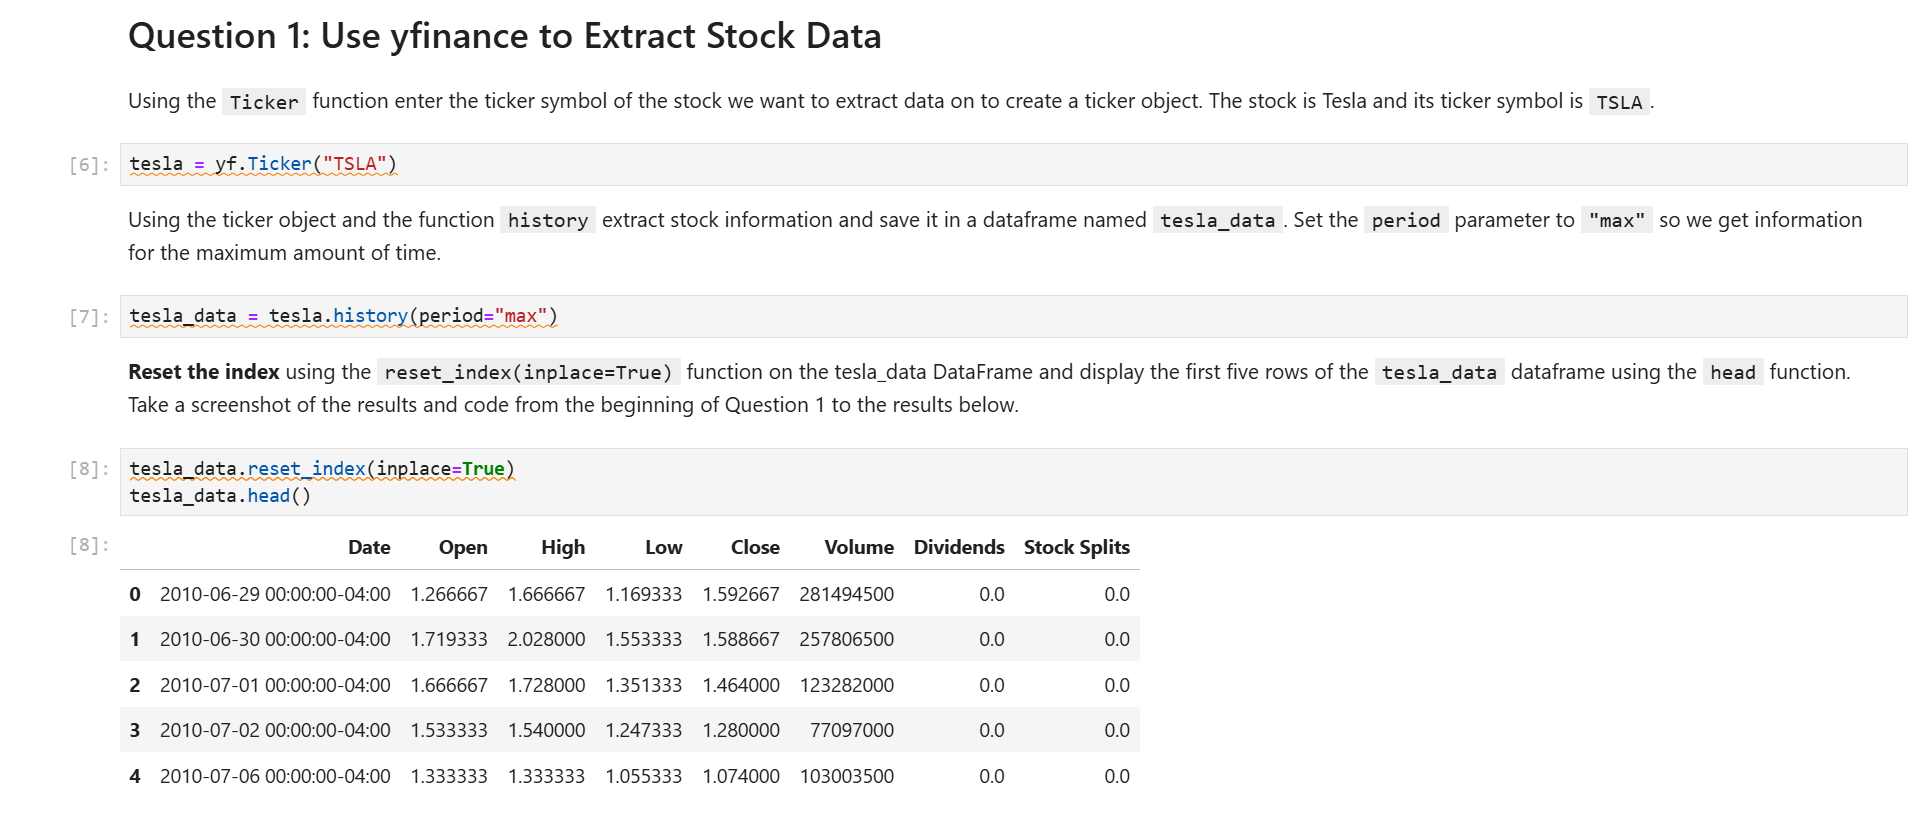 Question 1: Use yfinance to Extract Stock Data
Using the Ticker function enter the ticker symbol of the stock we want to extract data on to create a ticker object. The stock is Tesla and its ticker symbol is TSLA .
[6]: tesla = yf.Ticker("TSLA")
Using the ticker object and the function history extract stock information and save it in a dataframe named tesla_data . Set the period parameter to "max" so we get information
for the maximum amount of time.
[7]: tesla_data = tesla.history(period="max")
Reset the index using the reset_index(inplace=True) function on the tesla_data DataFrame and display the first five rows of the tesla_data dataframe using the head function.
Take a screenshot of the results and code from the beginning of Question 1 to the results below.
[8]: tesla_data.reset_index(inplace=True)
tesla_data.head()
[8]: Date Open High Low Close Volume Dividends Stock Splits
0 2010-06-29 00:00:00-04:00 1.266667 1.666667 1.169333 1.592667 281494500 0.0 0.0
1 2010-06-30 00:00:00-04:00 1.719333 2.028000 1.553333 1.588667 257806500 0.0 0.0
2 2010-07-01 00:00:00-04:00 1.666667 1.728000 1.351333 1.464000 123282000 0.0 0.0
3 2010-07-02 00:00:00-04:00 1.533333 1.540000 1.247333 1.280000 77097000 0.0 0.0
4 2010-07-06 00:00:00-04:00 1.333333 1.333333 1.055333 1.074000 103003500 0.0 0.0